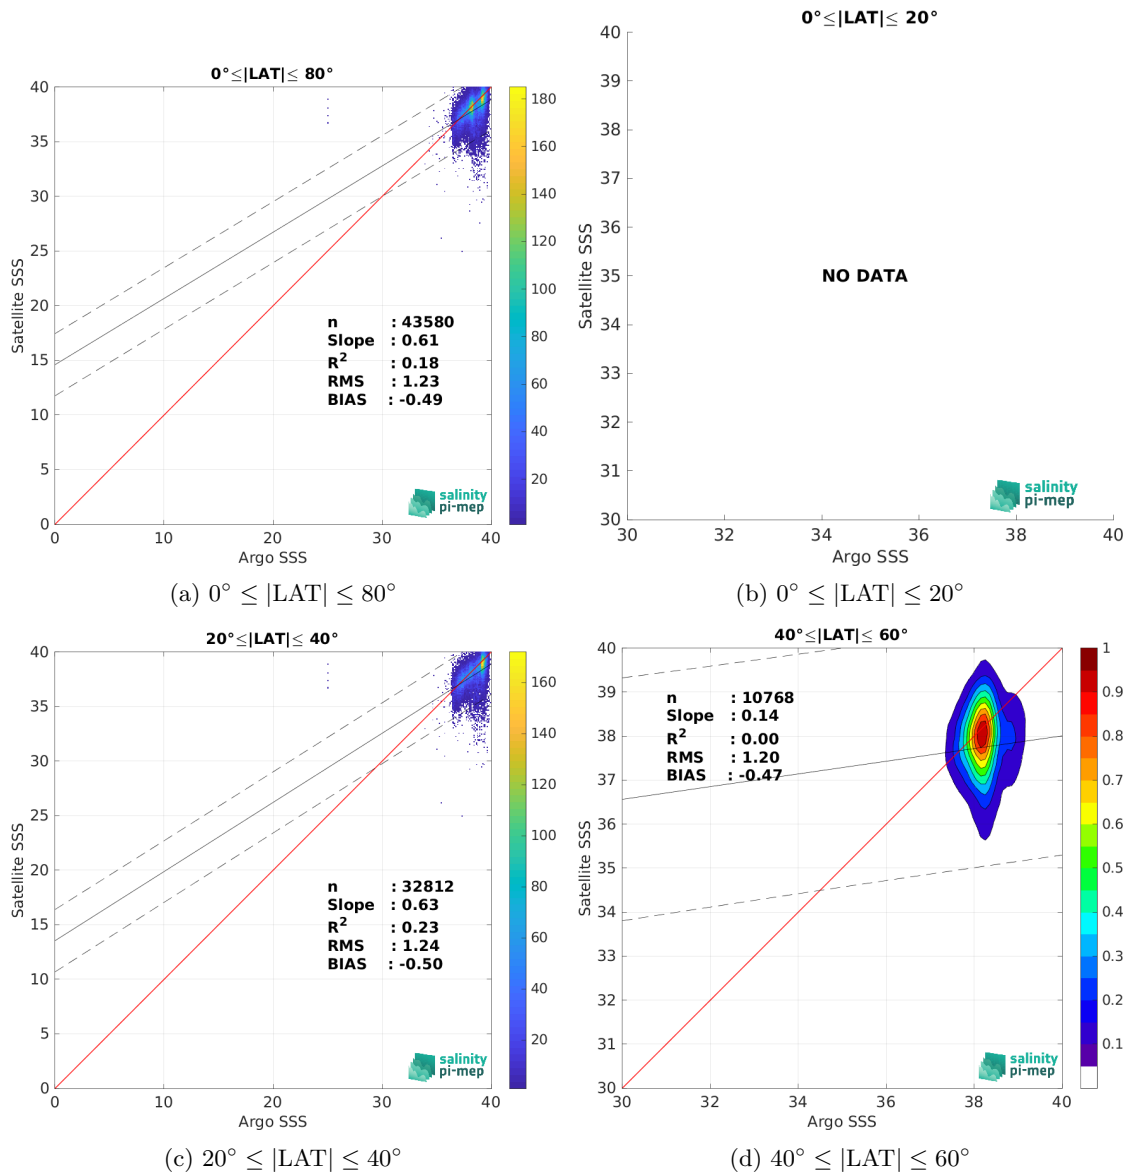 0°≤|LAT|≤ 80°
Satellite SSS
40
35
30
25
20
15
10
5
0
0 10 20 30 40
Argo SSS
180
160
140
120
100
80
60
40
20
n : 43580
Slope : 0.61
R² : 0.18
RMS : 1.23
BIAS : -0.49
salinity
pi-mep
(a) 0° ≤ |LAT| ≤ 80°
0°≤|LAT|≤ 20°
Satellite SSS
40
39
38
37
36
35
34
33
32
31
30
30 32 34 36 38 40
Argo SSS
NO DATA
salinity
pi-mep
(b) 0° ≤ |LAT| ≤ 20°
20°≤|LAT|≤ 40°
Satellite SSS
40
35
30
25
20
15
10
5
0
0 10 20 30 40
Argo SSS
160
140
120
100
80
60
40
20
n : 32812
Slope : 0.63
R² : 0.23
RMS : 1.24
BIAS : -0.50
salinity
pi-mep
(c) 20° ≤ |LAT| ≤ 40°
40°≤|LAT|≤ 60°
Satellite SSS
40
39
38
37
36
35
34
33
32
31
30
30 32 34 36 38 40
Argo SSS
1
0.9
0.8
0.7
0.6
0.5
0.4
0.3
0.2
0.1
n : 10768
Slope : 0.14
R² : 0.00
RMS : 1.20
BIAS : -0.47
salinity
pi-mep
(d) 40° ≤ |LAT| ≤ 60°